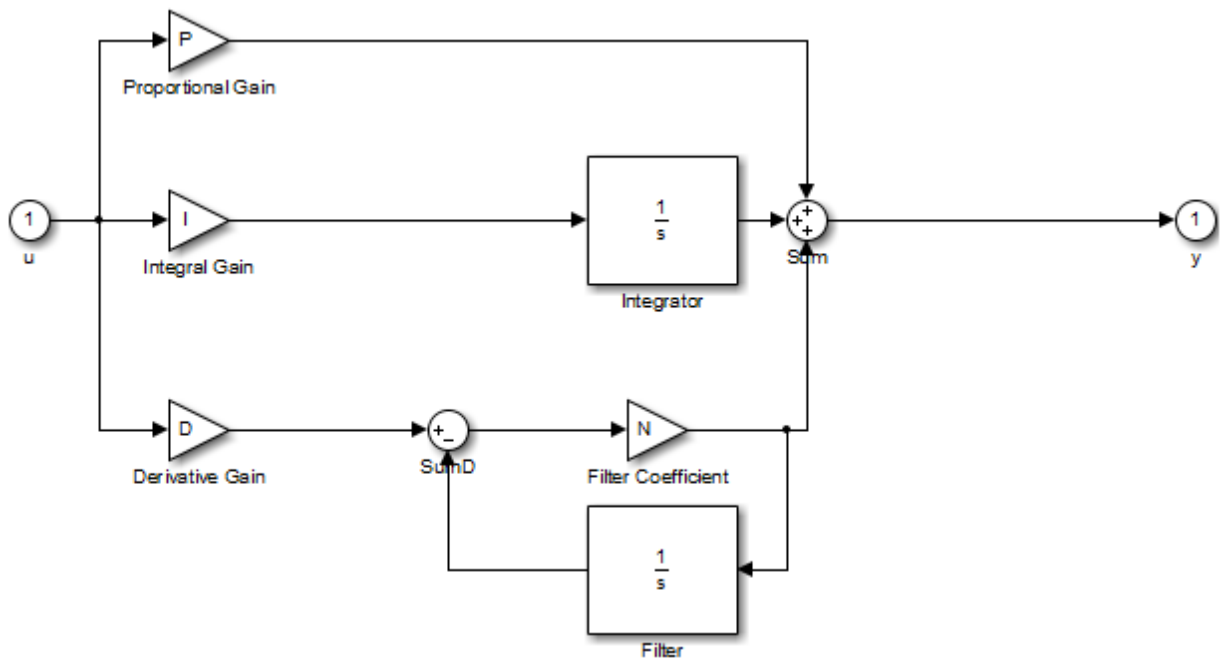 P
Proportional Gain
1
u
I
Integral Gain
1
s
Integrator
+
+
+
Sum
1
y
D
Derivative Gain
+
−
SumD
N
Filter Coefficient
1
s
Filter